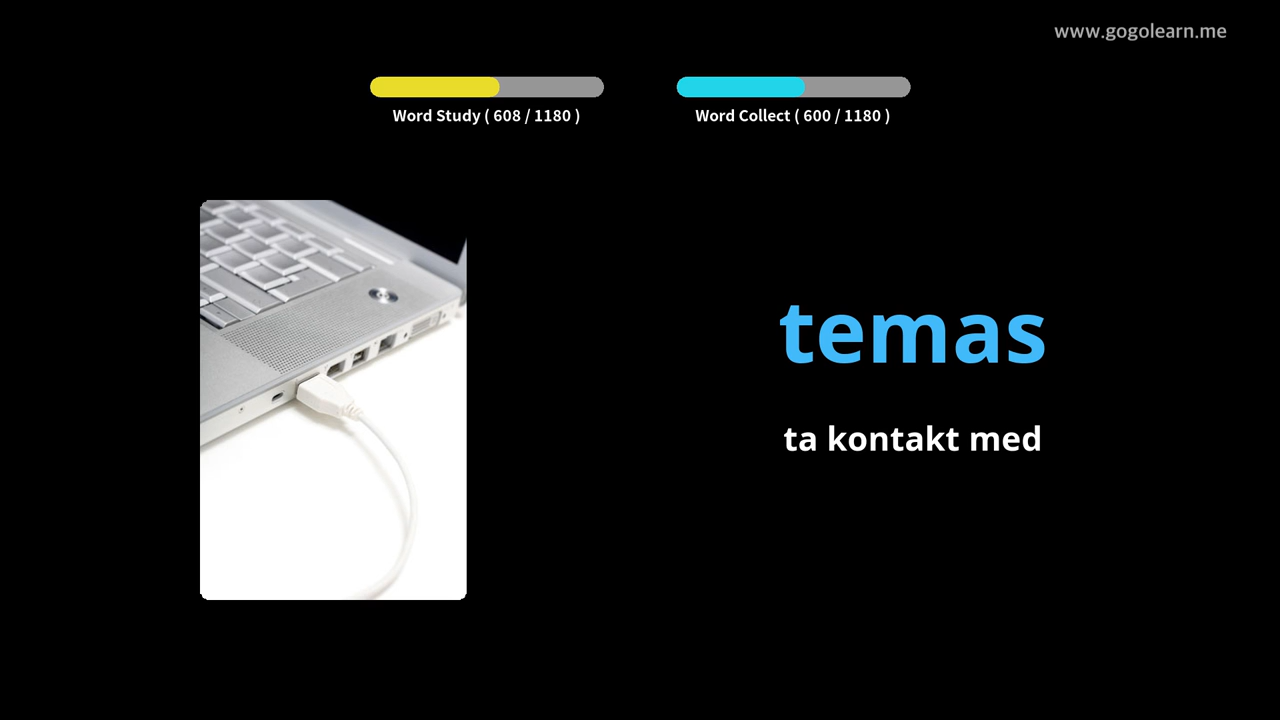 www.gogolearn.me
Word Study ( 608 / 1180 )
Word Collect ( 600 / 1180 )
temas
ta kontakt med